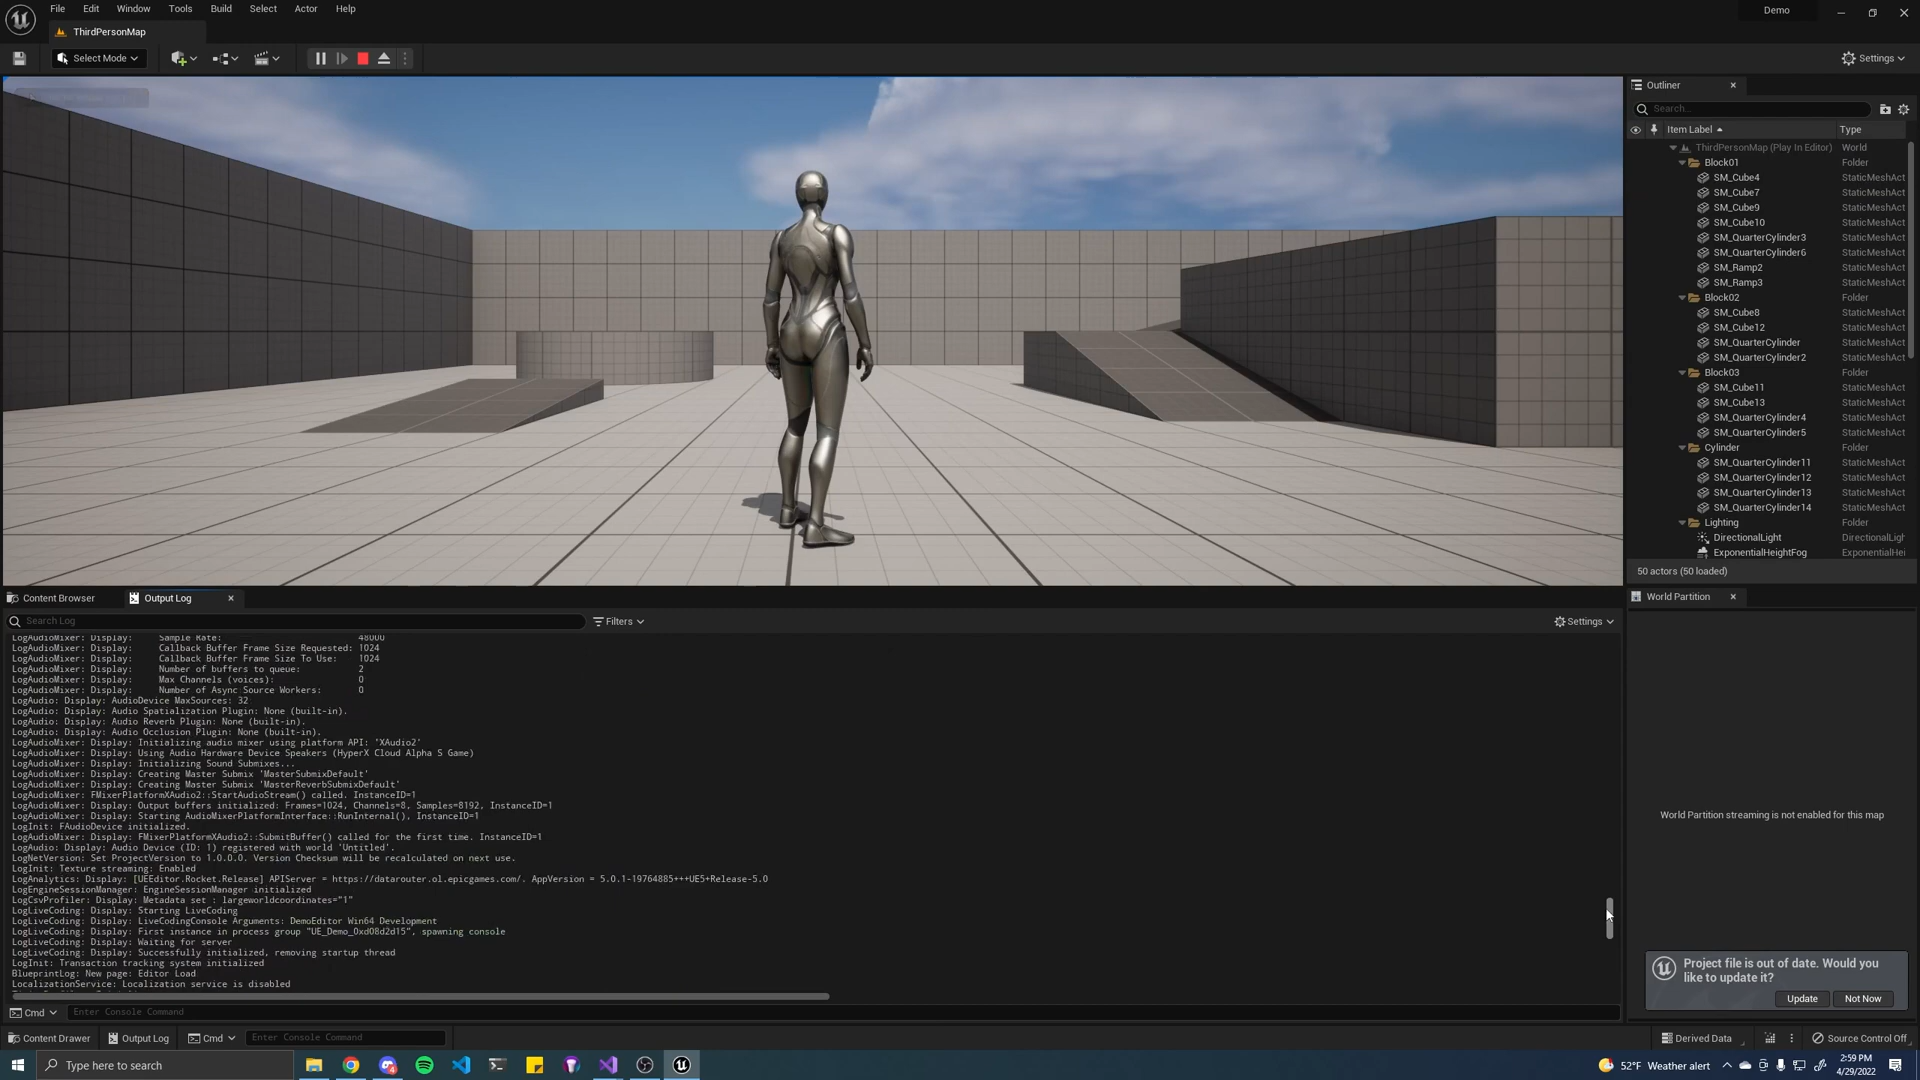 File Edit Window Tools Build Select Actor Help
Demo
ThirdPersonMap
Select Mode
Settings
Outliner
Search...
Item Label Type
ThirdPersonMap (Play In Editor) World
Block01 Folder
SM_Cube4 StaticMeshAct
SM_Cube7 StaticMeshAct
SM_Cube9 StaticMeshAct
SM_Cube10 StaticMeshAct
SM_QuarterCylinder3 StaticMeshAct
SM_QuarterCylinder6 StaticMeshAct
SM_Ramp2 StaticMeshAct
SM_Ramp3 StaticMeshAct
Block02 Folder
SM_Cube8 StaticMeshAct
SM_Cube12 StaticMeshAct
SM_QuarterCylinder StaticMeshAct
SM_QuarterCylinder2 StaticMeshAct
Block03 Folder
SM_Cube11 StaticMeshAct
SM_Cube13 StaticMeshAct
SM_QuarterCylinder4 StaticMeshAct
SM_QuarterCylinder5 StaticMeshAct
Cylinder Folder
SM_QuarterCylinder11 StaticMeshAct
SM_QuarterCylinder12 StaticMeshAct
SM_QuarterCylinder13 StaticMeshAct
SM_QuarterCylinder14 StaticMeshAct
Lighting Folder
DirectionalLight DirectionalLigh
ExponentialHeightFog ExponentialHei
50 actors (50 loaded)
Content Browser Output Log
Search Log Filters Settings
LogAudioMixer: Display: Sample Rate: 48000
LogAudioMixer: Display: Callback Buffer Frame Size Requested: 1024
LogAudioMixer: Display: Callback Buffer Frame Size To Use: 1024
LogAudioMixer: Display: Number of buffers to queue: 2
LogAudioMixer: Display: Max Channels (voices): 0
LogAudioMixer: Display: Number of Async Source Workers: 0
LogAudio: Display: AudioDevice MaxSources: 32
LogAudio: Display: Audio Spatialization Plugin: None (built-in).
LogAudio: Display: Audio Reverb Plugin: None (built-in).
LogAudio: Display: Audio Occlusion Plugin: None (built-in).
LogAudioMixer: Display: Initializing audio mixer using platform API: 'XAudio2'
LogAudioMixer: Display: Using Audio Hardware Device Speakers (HyperX Cloud Alpha S Game)
LogAudioMixer: Display: Initializing Sound Submixes...
LogAudioMixer: Display: Creating Master Submix 'MasterSubmixDefault'
LogAudioMixer: Display: Creating Master Submix 'MasterReverbSubmixDefault'
LogAudioMixer: FMixerPlatformXAudio2::StartAudioStream() called. InstanceID=1
LogAudioMixer: Display: Output buffers initialized: Frames=1024, Channels=8, Samples=8192, InstanceID=1
LogAudioMixer: Display: Starting AudioMixerPlatformInterface::RunInternal(), InstanceID=1
LogInit: FAudioDevice initialized.
LogAudioMixer: Display: FMixerPlatformXAudio2::SubmitBuffer() called for the first time. InstanceID=1
LogAudio: Display: Audio Device (ID: 1) registered with world 'Untitled'.
LogNetVersion: Set ProjectVersion to 1.0.0.0. Version Checksum will be recalculated on next use.
LogInit: Texture streaming: Enabled
LogAnalytics: Display: [UEEditor.Rocket.Release] APIServer = https://datarouter.ol.epicgames.com/. AppVersion = 5.0.1-19764885+++UE5+Release-5.0
LogEngineSessionManager: EngineSessionManager initialized
LogCsvProfiler: Display: Metadata set : largeworldcoordinates="1"
LogLiveCoding: Display: Starting LiveCoding
LogLiveCoding: Display: LiveCodingConsole Arguments: DemoEditor Win64 Development
LogLiveCoding: Display: First instance in process group "UE_Demo_0xd08d2d15", spawning console
LogLiveCoding: Display: Waiting for server
LogLiveCoding: Display: Successfully initialized, removing startup thread
LogInit: Transaction tracking system initialized
BlueprintLog: New page: Editor Load
LocalizationService: Localization service is disabled
Cmd Enter Console Command
World Partition
World Partition streaming is not enabled for this map
Project file is out of date. Would you
like to update it?
Update Not Now
Content Drawer Output Log Cmd Enter Console Command
Derived Data Source Control Off
Type here to search
52°F Weather alert
2:59 PM
4/29/2022